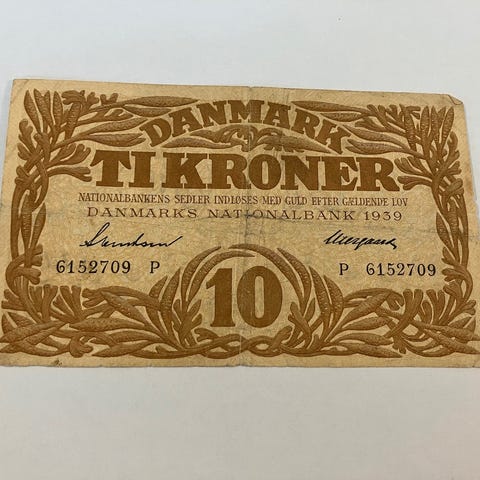 DANMARK
TI KRONER
NATIONALBANKENS SEDLER INDLØSES MED GULD EFTER GÆLDENDE LOV
DANMARKS NATIONALBANK 1939
6152709 P P 6152709
10